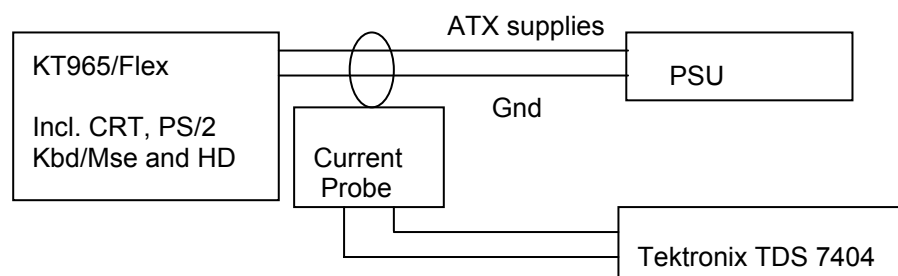 KT965/Flex
Incl. CRT, PS/2
Kbd/Mse and HD
ATX supplies
Gnd
PSU
Current
Probe
Tektronix TDS 7404